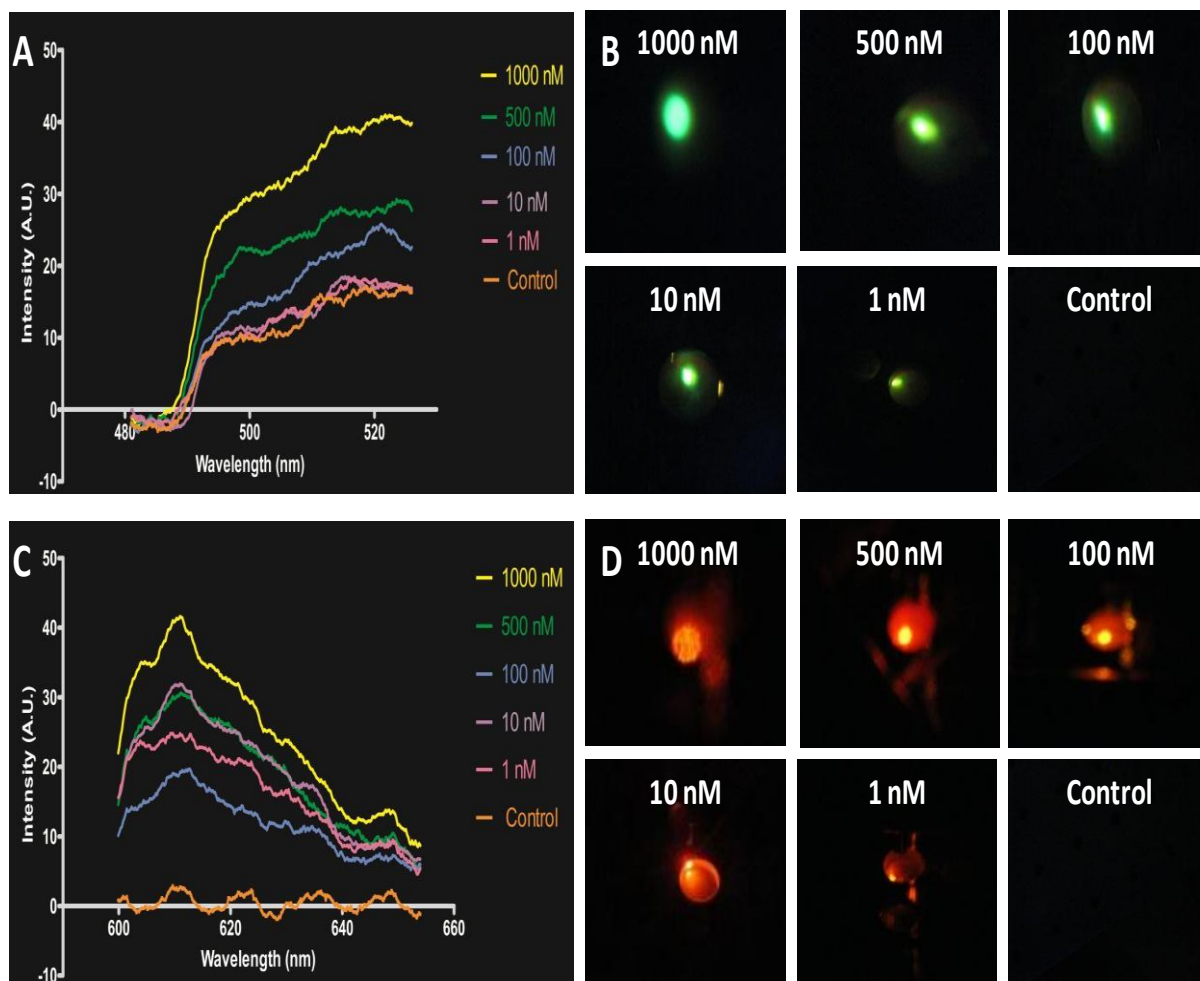 A
50
40
30
20
10
0
-10
480
500
520
Intensity (A.U.)
Wavelength (nm)
1000 nM
500 nM
100 nM
10 nM
1 nM
Control
B
1000 nM
500 nM
100 nM
10 nM
1 nM
Control
C
50
40
30
20
10
0
-10
600
620
640
660
Intensity (A.U.)
Wavelength (nm)
1000 nM
500 nM
100 nM
10 nM
1 nM
Control
D
1000 nM
500 nM
100 nM
10 nM
1 nM
Control